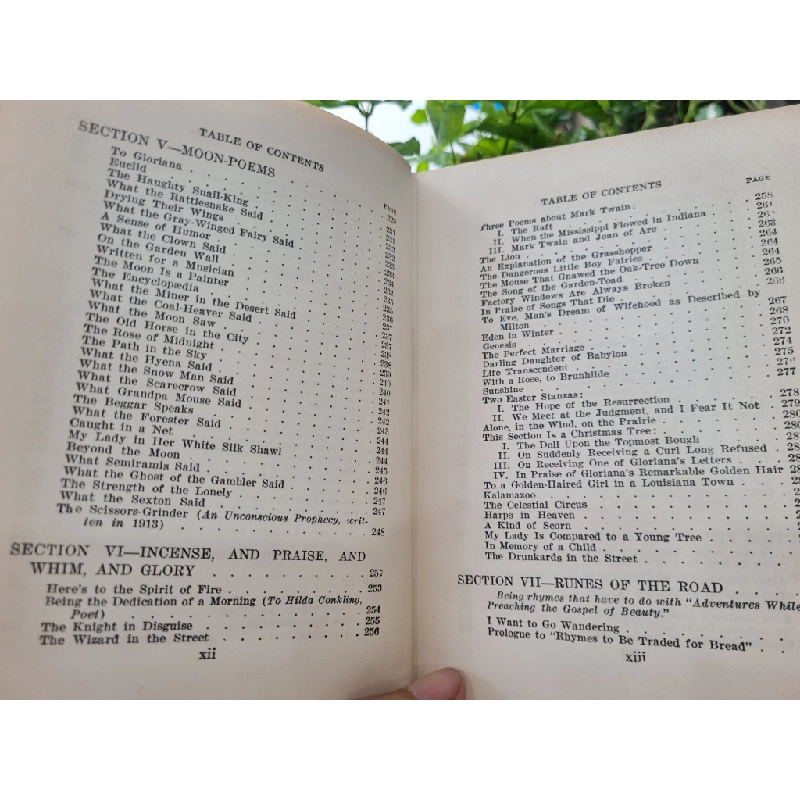 TABLE OF CONTENTS
PAGE
SECTION V—MOON-POEMS
To Gloriana
Euclid
The Haughty Snail-King
What the Rattlesnake Said
Drying Their Wings
What the Gray-Winged Fairy Said
A Sense of Humor
What the Clown Said
On the Garden Wall
Written for a Musician
The Moon Is a Painter
The Encyclopædia
What the Miner in the Desert Said
What the Coal-Heaver Said
What the Moon Saw
The Old Horse in the City
The Rose of Midnight
The Path in the Sky
What the Hyena Said
What the Snow Man Said
What the Scarecrow Said
What Grandpa Mouse Said
The Beggar Speaks
What the Forester Said
Caught in a Net
My Lady in Her White Silk Shawl
Beyond the Moon
What Semiramis Said
What the Ghost of the Gambler Said
The Strength of the Lonely
What the Sexton Said
The Scissors-Grinder (An Unconscious Prophecy, writ-
ten in 1913) 248
SECTION VI—INCENSE, AND PRAISE, AND
WHIM, AND GLORY 257
Here's to the Spirit of Fire 253
Being the Dedication of a Morning (To Hilda Conkling,
Poet) 254
The Knight in Disguise 255
The Wizard in the Street 256
xii
TABLE OF CONTENTS
PAGE
Three Poems about Mark Twain: 258
I. The Raft
II. When the Mississippi Flowed in Indiana
III. Mark Twain and Joan of Arc
The Lion
An Explanation of the Grasshopper
The Dangerous Little Boy Fairies
The Mouse That Gnawed the Oak-Tree Down
The Song of the Garden-Toad
Factory Windows Are Always Broken
In Praise of Songs That Die
To Eve, Man's Dream of Wifehood as Described by
Milton
Eden in Winter
Genesis
The Perfect Marriage
Darling Daughter of Babylon
Life Transcendent
With a Rose, to Brunhilde
Sunshine
Two Easter Stanzas:
I. The Hope of the Resurrection
II. We Meet at the Judgment, and I Fear It Not
Alone, in the Wind, on the Prairie
This Section Is a Christmas Tree:
I. The Doll Upon the Topmost Bough
II. On Suddenly Receiving a Curl Long Refused
III. On Receiving One of Gloriana's Letters
IV. In Praise of Gloriana's Remarkable Golden Hair
To a Golden-Haired Girl in a Louisiana Town
Kalamazoo
The Celestial Circus
Harps in Heaven
A Kind of Scorn
My Lady Is Compared to a Young Tree
In Memory of a Child
The Drunkards in the Street
SECTION VII—RUNES OF THE ROAD
Being rhymes that have to do with "Adventures While
Preaching the Gospel of Beauty."
I Want to Go Wandering
Prologue to "Rhymes to Be Traded for Bread"
xiii